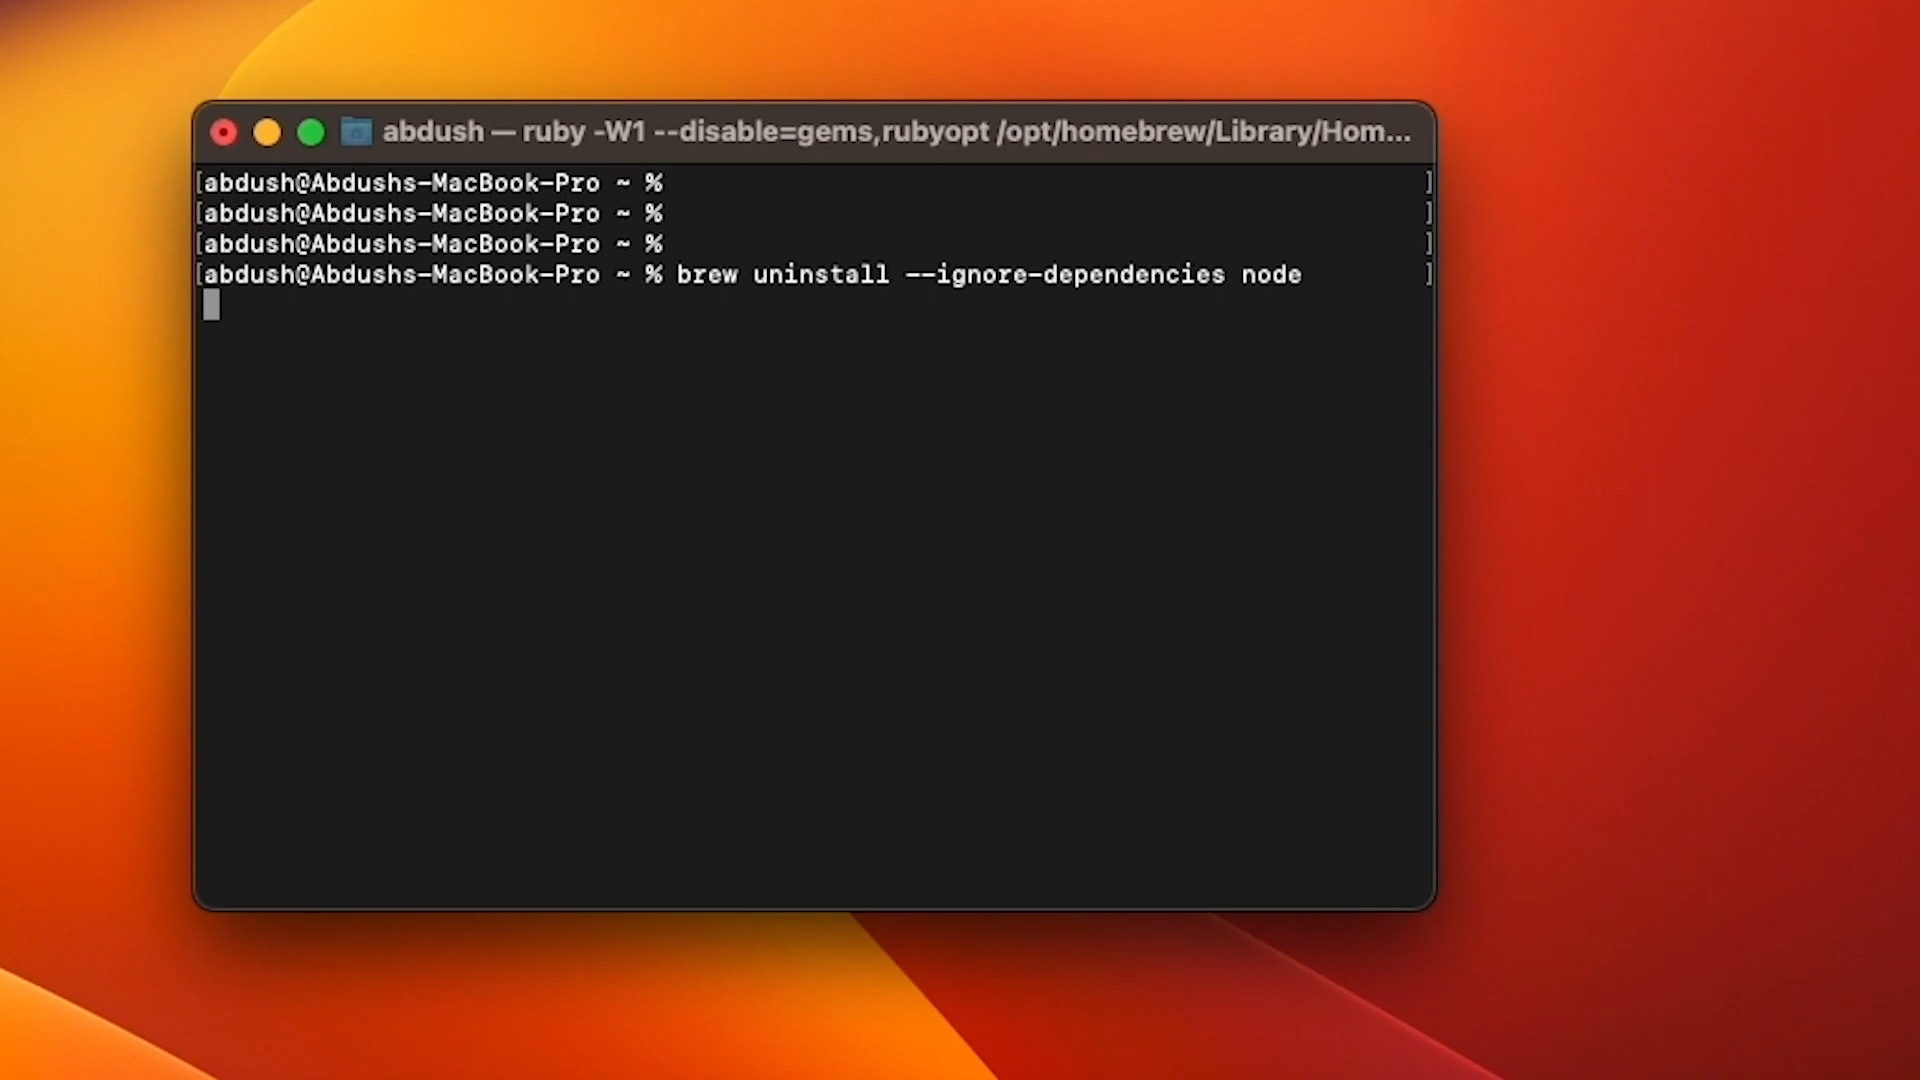 abdush — ruby -W1 --disable=gems,rubyopt /opt/homebrew/Library/Hom...
[abdush@Abdushs-MacBook-Pro ~ % ]
[abdush@Abdushs-MacBook-Pro ~ % ]
[abdush@Abdushs-MacBook-Pro ~ % ]
[abdush@Abdushs-MacBook-Pro ~ % brew uninstall --ignore-dependencies node ]